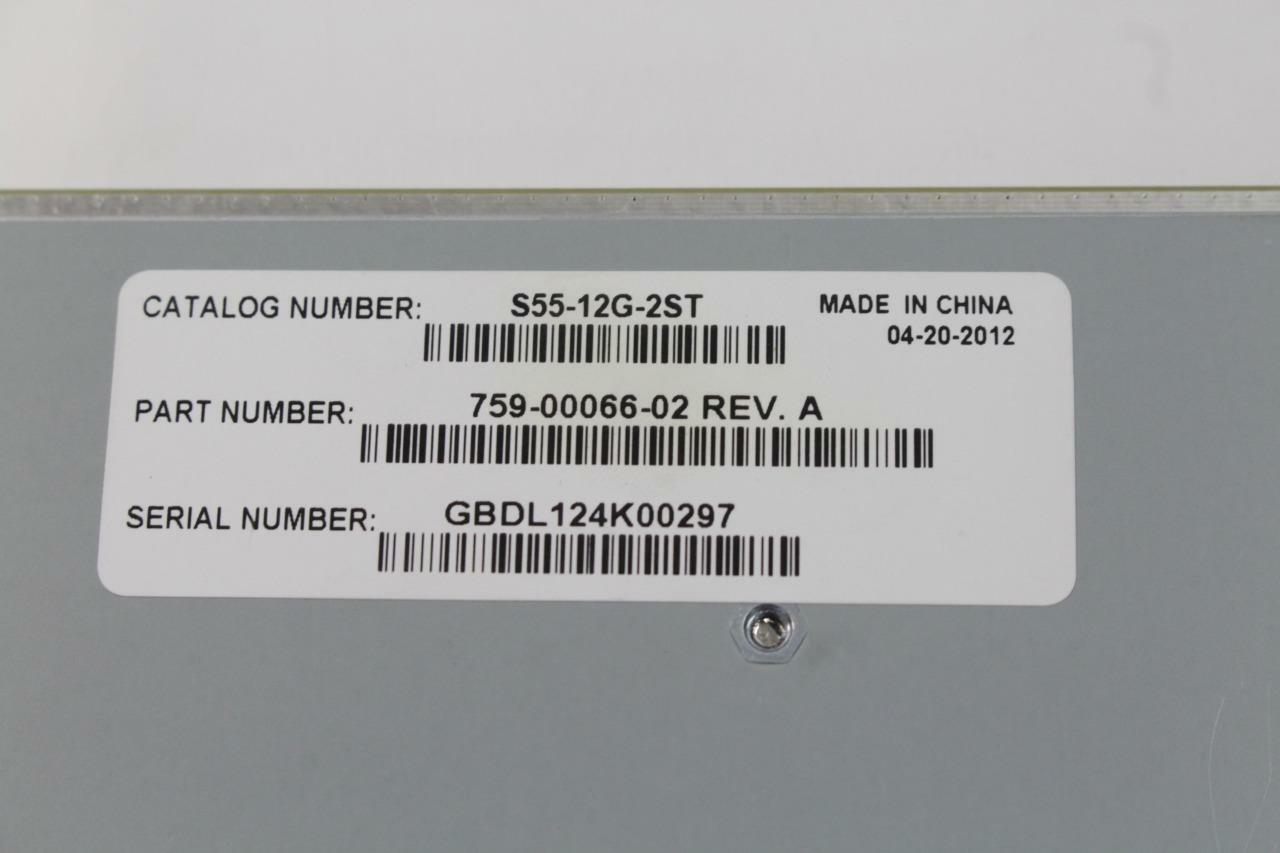 CATALOG NUMBER: S55-12G-2ST MADE IN CHINA
04-20-2012
PART NUMBER: 759-00066-02 REV. A
SERIAL NUMBER: GBDL124K00297